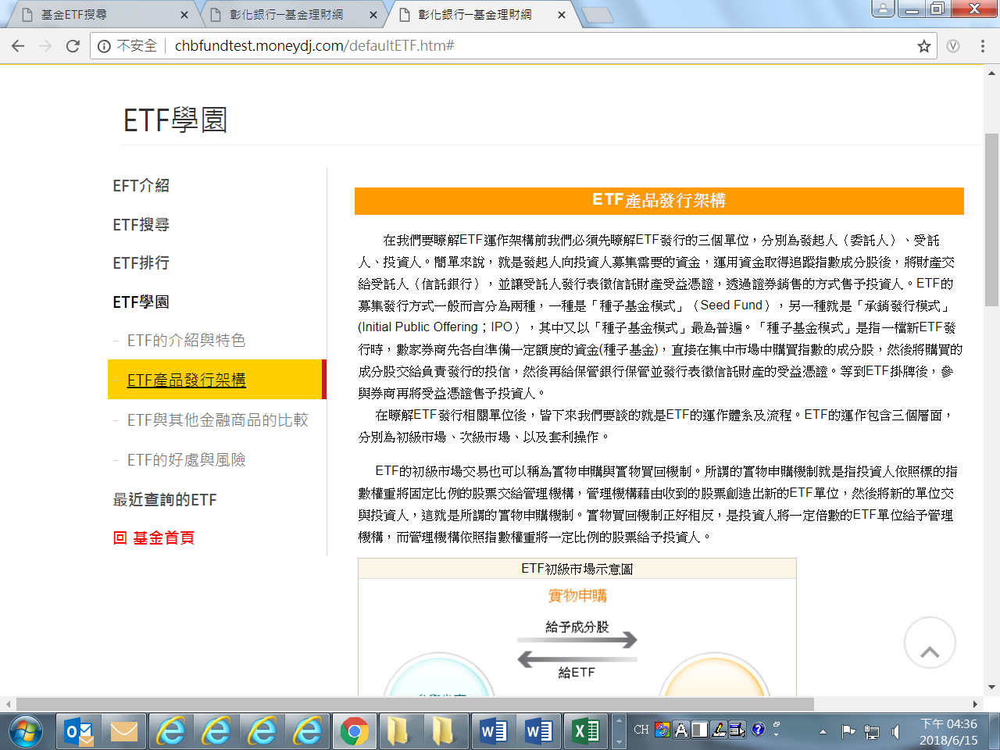 基金ETF搜尋
彰化銀行─基金理財網
彰化銀行─基金理財網
不安全
chbfundtest.moneydj.com/defaultETF.htm#
ETF學園
EFT介紹
ETF搜尋
ETF排行
ETF學園
- ETF的介紹與特色
ETF產品發行架構
- ETF與其他金融商品的比較
- ETF的好處與風險
最近查詢的ETF
回 基金首頁
ETF產品發行架構
在我們要瞭解ETF運作架構前我們必須先瞭解ETF發行的三個單位，分別為發起人（委託人）、受託
人、投資人。簡單來說，就是發起人向投資人募集需要的資金，運用資金取得追蹤指數成分股後，將財產交
給受託人（信託銀行），並讓受託人發行表徵信託財產受益憑證，透過證券銷售的方式售予投資人。ETF的
募集發行方式一般而言分為兩種，一種是「種子基金模式」（Seed Fund），另一種就是「承銷發行模式」
(Initial Public Offering；IPO），其中又以「種子基金模式」最為普遍。「種子基金模式」是指一檔新ETF發
行時，數家券商先各自準備一定額度的資金(種子基金)，直接在集中市場中購買指數的成分股，然後將購買的
成分股交給負責發行的投信，然後再給保管銀行保管並發行表徵信託財產的受益憑證。等到ETF掛牌後，參
與券商再將受益憑證售予投資人。
在瞭解ETF發行相關單位後，皆下來我們要談的就是ETF的運作體系及流程。ETF的運作包含三個層面，
分別為初級市場、次級市場、以及套利操作。
ETF的初級市場交易也可以稱為實物申購與實物買回機制。所謂的實物申購機制就是指投資人依照標的指
數權重將固定比例的股票交給管理機構，管理機構藉由收到的股票創造出新的ETF單位，然後將新的單位交
與投資人，這就是所謂的實物申購機制。實物買回機制正好相反，是投資人將一定倍數的ETF單位給予管理
機構，而管理機構依照指數權重將一定比例的股票給予投資人。
ETF初級市場示意圖
實物申購
給予成分股
給ETF
CH
下午 04:36
2018/6/15